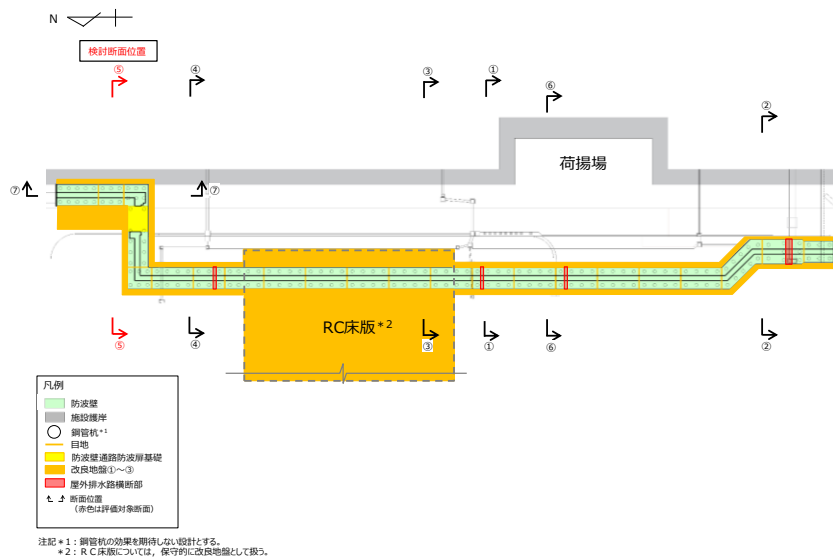 N
検討断面位置
⑤
④
③
①
⑥
②
荷揚場
⑦
⑦
RC床版*2
⑤
④
③
①
⑥
②
凡例
防波壁
施設護岸
鋼管杭*1
目地
防波壁通路防波扉基礎
改良地盤①~③
屋外排水路横断部
断面位置
(赤色は評価対象断面)
注記*1:鋼管杭の効果を期待しない設計とする。
*2:RC床版については,保守的に改良地盤として扱う。